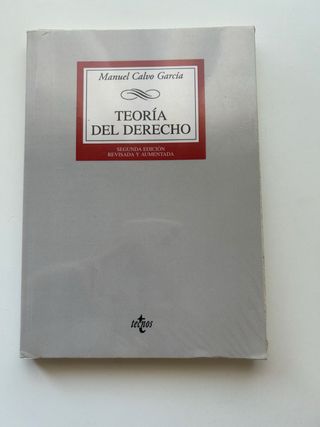 Manuel Calvo García
TEORÍA
DEL DERECHO
SEGUNDA EDICIÓN
REVISADA Y AUMENTADA
tecnos